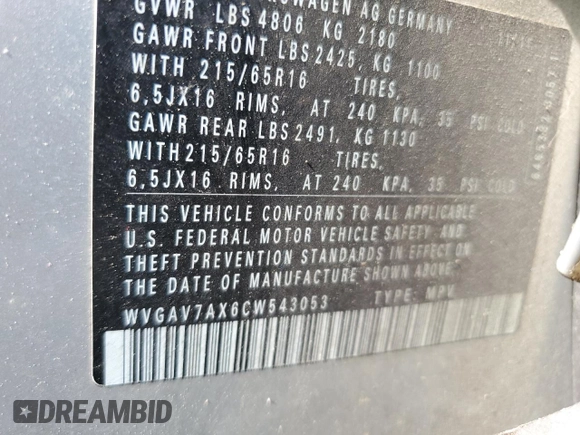 WAGEN AG GERMANY
GVWR LBS 4806 KG 2180
GAWR FRONT LBS 2425, KG 1100
WITH 215/65R16 TIRES,
6,5JX16 RIMS, AT 240 KPA, 35 PSI COLD
GAWR REAR LBS 2491, KG 1130
WITH 215/65R16 TIRES,
6,5JX16 RIMS, AT 240 KPA, 35 PSI COLD
THIS VEHICLE CONFORMS TO ALL APPLICABLE
U.S. FEDERAL MOTOR VEHICLE SAFETY AND
THEFT PREVENTION STANDARDS IN EFFECT ON
THE DATE OF MANUFACTURE SHOWN ABOVE.
WVGAV7AX6CW543053 TYPE: MPV
DREAMBID